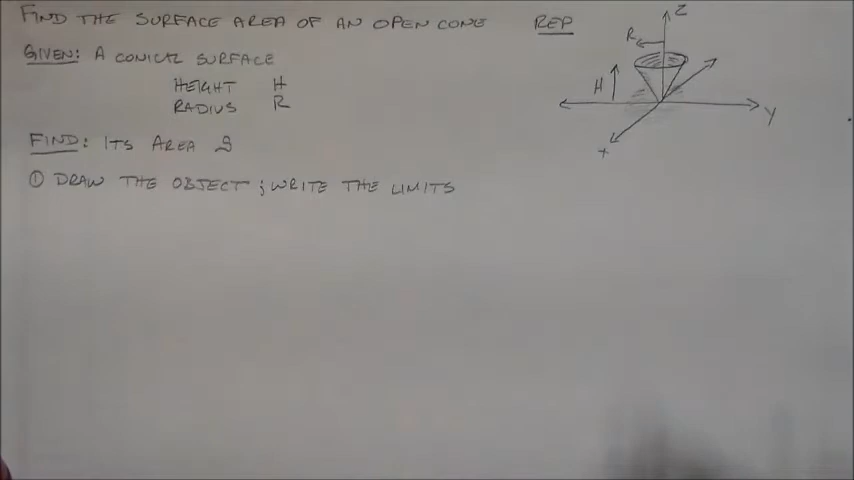 FIND THE SURFACE AREA OF AN OPEN CONE REP
GIVEN: A CONICAL SURFACE
HEIGHT H
RADIUS R
FIND: ITS AREA S
① DRAW THE OBJECT; WRITE THE LIMITS
Z
R
H
Y
X